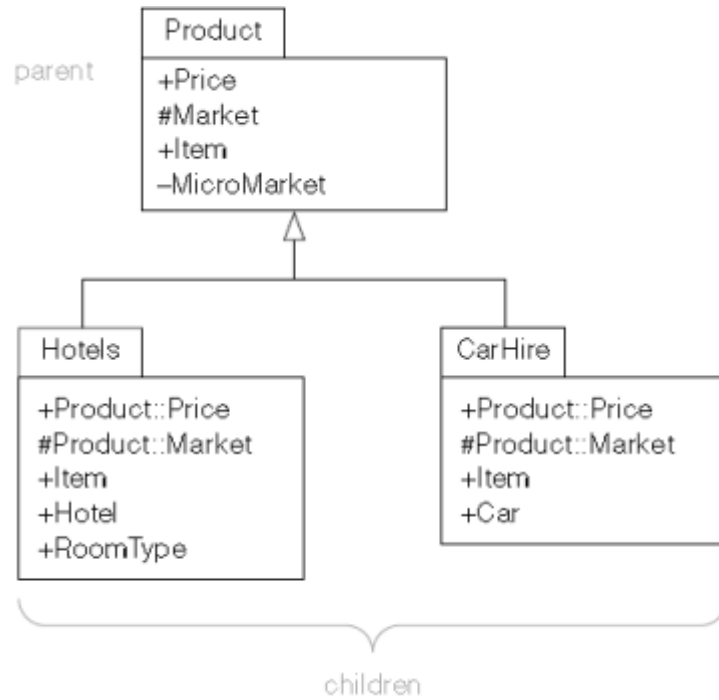 Product
parent
+Price
#Market
+Item
–MicroMarket
Hotels
+Product::Price
#Product::Market
+Item
+Hotel
+RoomType
CarHire
+Product::Price
#Product::Market
+Item
+Car
children